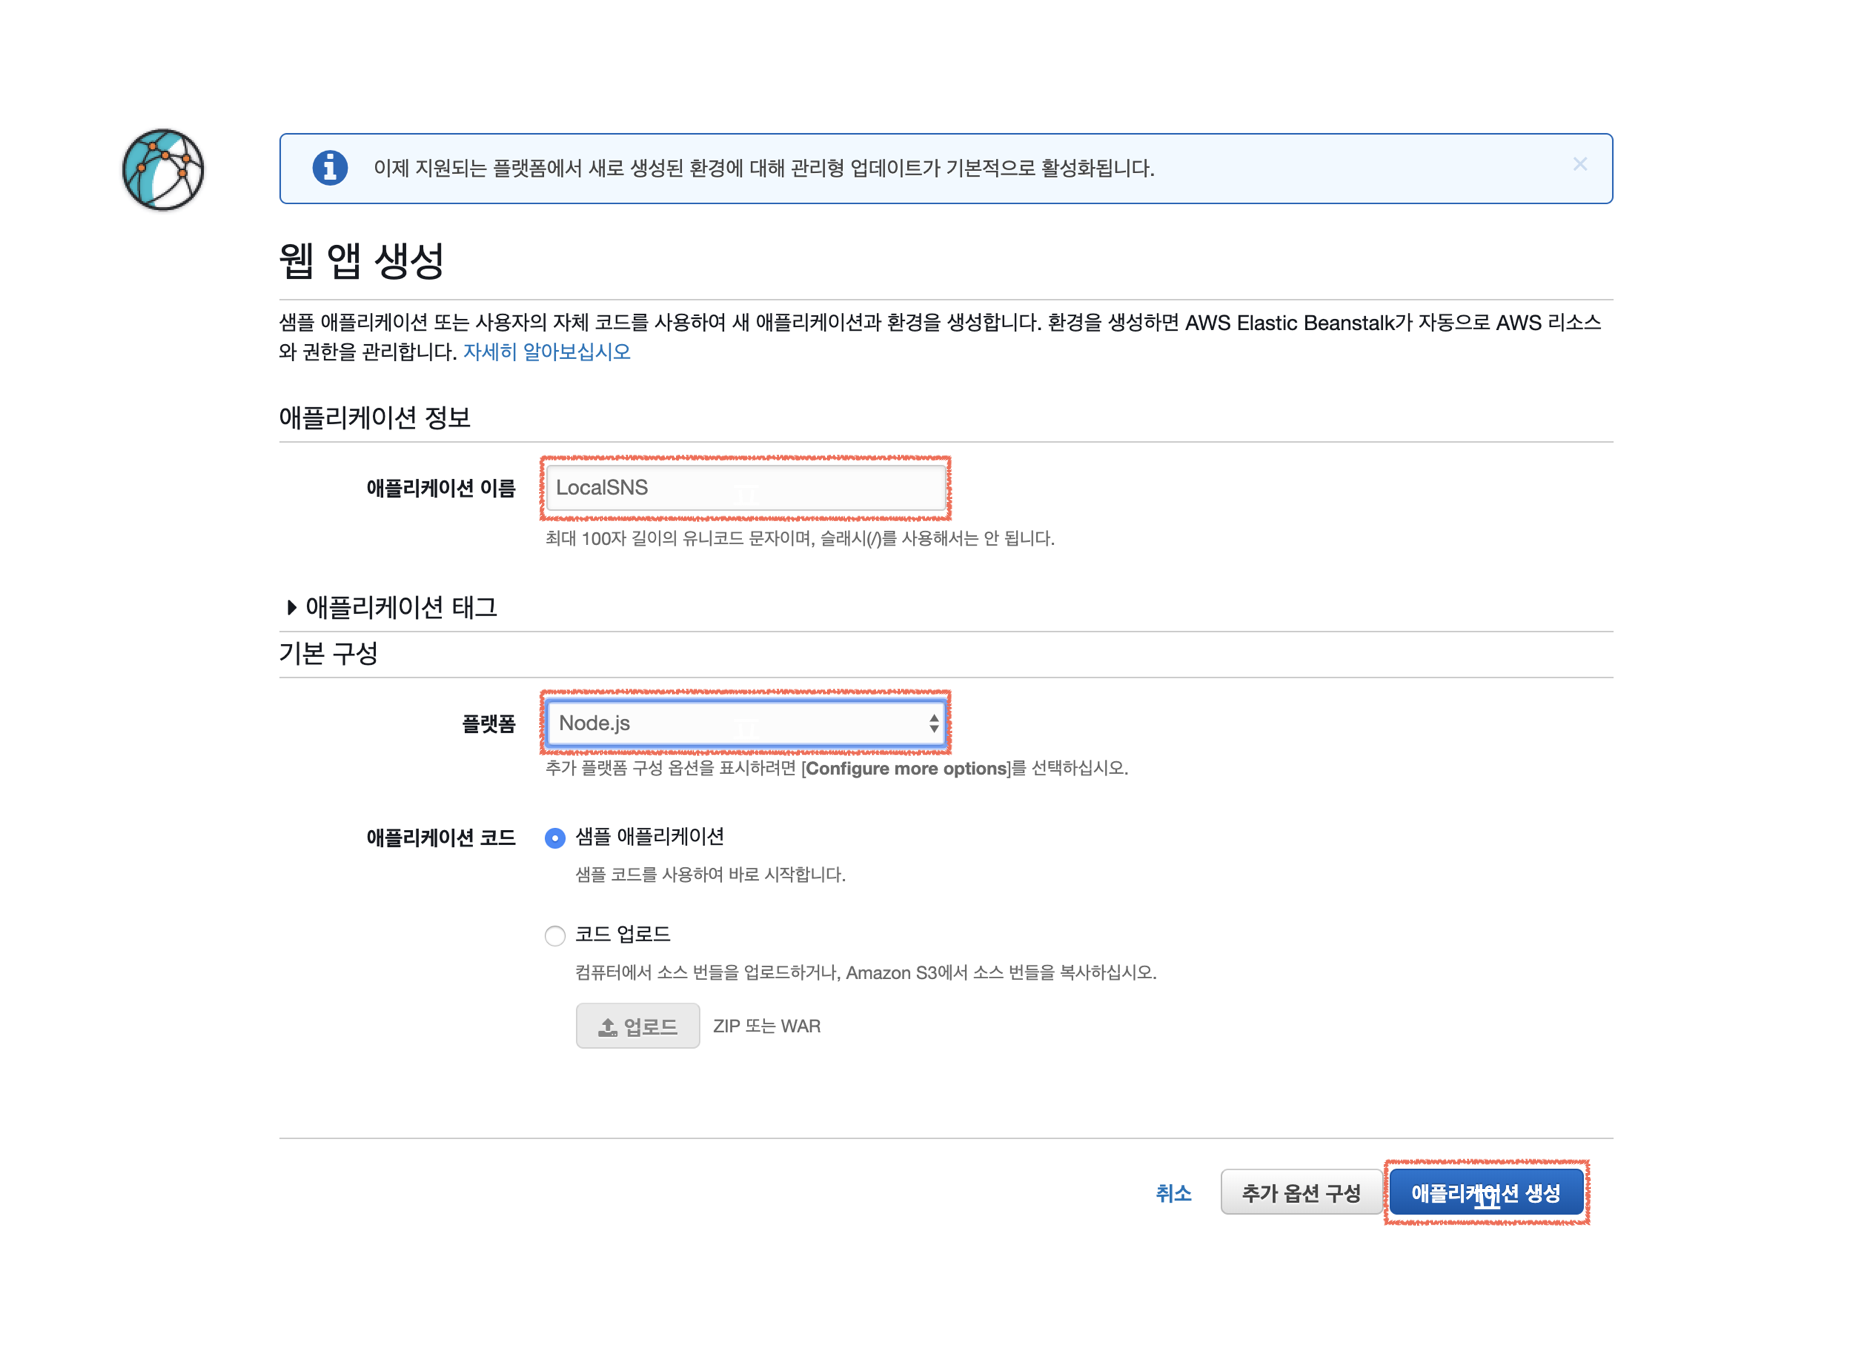 이제 지원되는 플랫폼에서 새로 생성된 환경에 대해 관리형 업데이트가 기본적으로 활성화됩니다.
웹 앱 생성
샘플 애플리케이션 또는 사용자의 자체 코드를 사용하여 새 애플리케이션과 환경을 생성합니다. 환경을 생성하면 AWS Elastic Beanstalk가 자동으로 AWS 리소스
와 권한을 관리합니다. 자세히 알아보십시오
애플리케이션 정보
애플리케이션 이름
LocalSNS
최대 100자 길이의 유니코드 문자이며, 슬래시(/)를 사용해서는 안 됩니다.
애플리케이션 태그
기본 구성
플랫폼
Node.js
추가 플랫폼 구성 옵션을 표시하려면 [Configure more options]를 선택하십시오.
애플리케이션 코드
샘플 애플리케이션
샘플 코드를 사용하여 바로 시작합니다.
코드 업로드
컴퓨터에서 소스 번들을 업로드하거나, Amazon S3에서 소스 번들을 복사하십시오.
업로드 ZIP 또는 WAR
취소 추가 옵션 구성 애플리케이션 생성